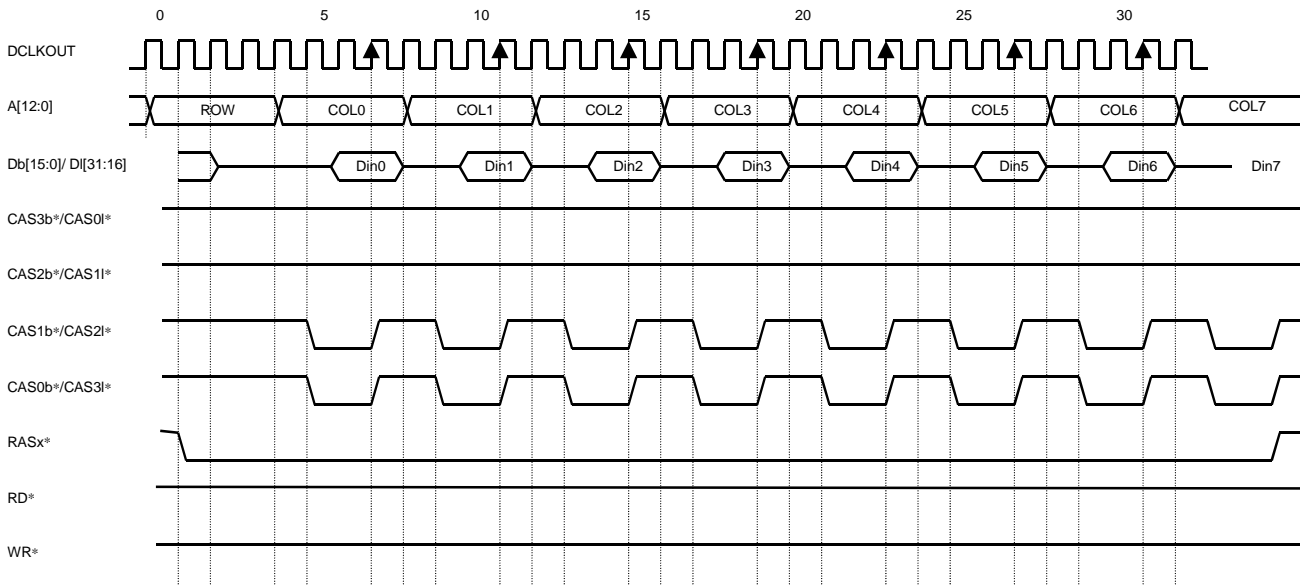 0 5 10 15 20 25 30
DCLKOUT
A[12:0] ROW COL0 COL1 COL2 COL3 COL4 COL5 COL6 COL7
Db[15:0]/ Dl[31:16] Din0 Din1 Din2 Din3 Din4 Din5 Din6 Din7
CAS3b*/CAS0l*
CAS2b*/CAS1l*
CAS1b*/CAS2l*
CAS0b*/CAS3l*
RASx*
RD*
WR*